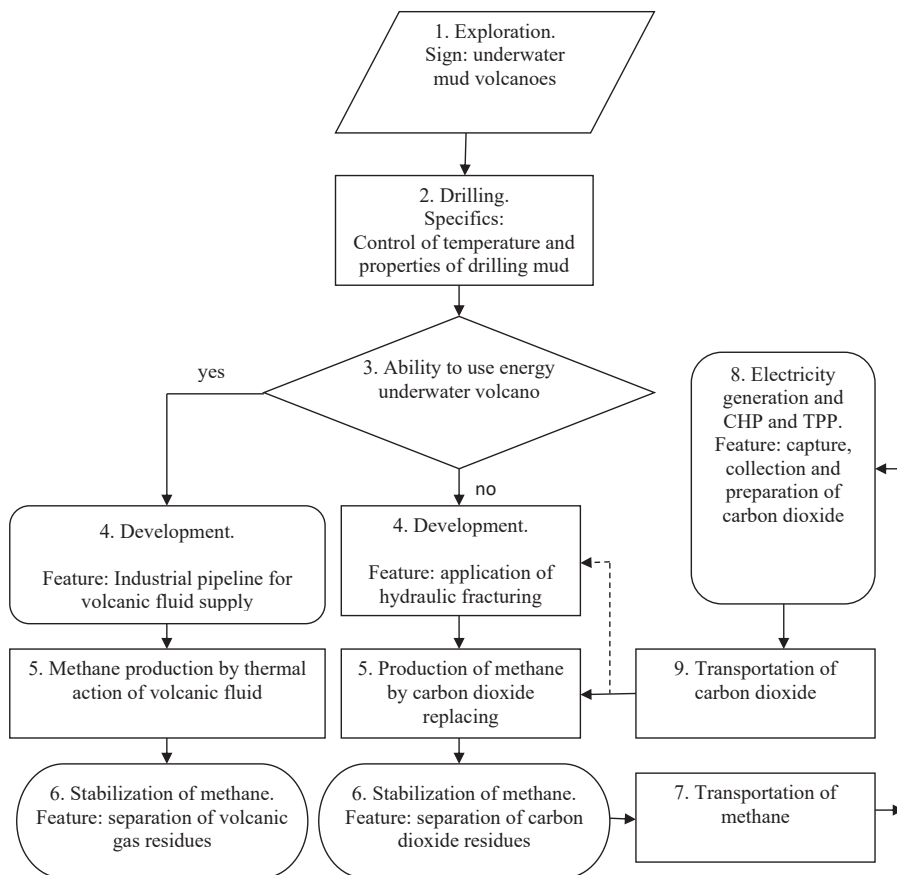 1. Exploration.
Sign: underwater
mud volcanoes
2. Drilling.
Specifics:
Control of temperature and
properties of drilling mud
3. Ability to use energy
underwater volcano
yes
no
4. Development.
Feature: Industrial pipeline for
volcanic fluid supply
4. Development.
Feature: application of
hydraulic fracturing
8. Electricity
generation and
CHP and TPP.
Feature: capture,
collection and
preparation of
carbon dioxide
5. Methane production by thermal
action of volcanic fluid
5. Production of methane
by carbon dioxide
replacing
9. Transportation of
carbon dioxide
6. Stabilization of methane.
Feature: separation of volcanic
gas residues
6. Stabilization of methane.
Feature: separation of carbon
dioxide residues
7. Transportation of
methane